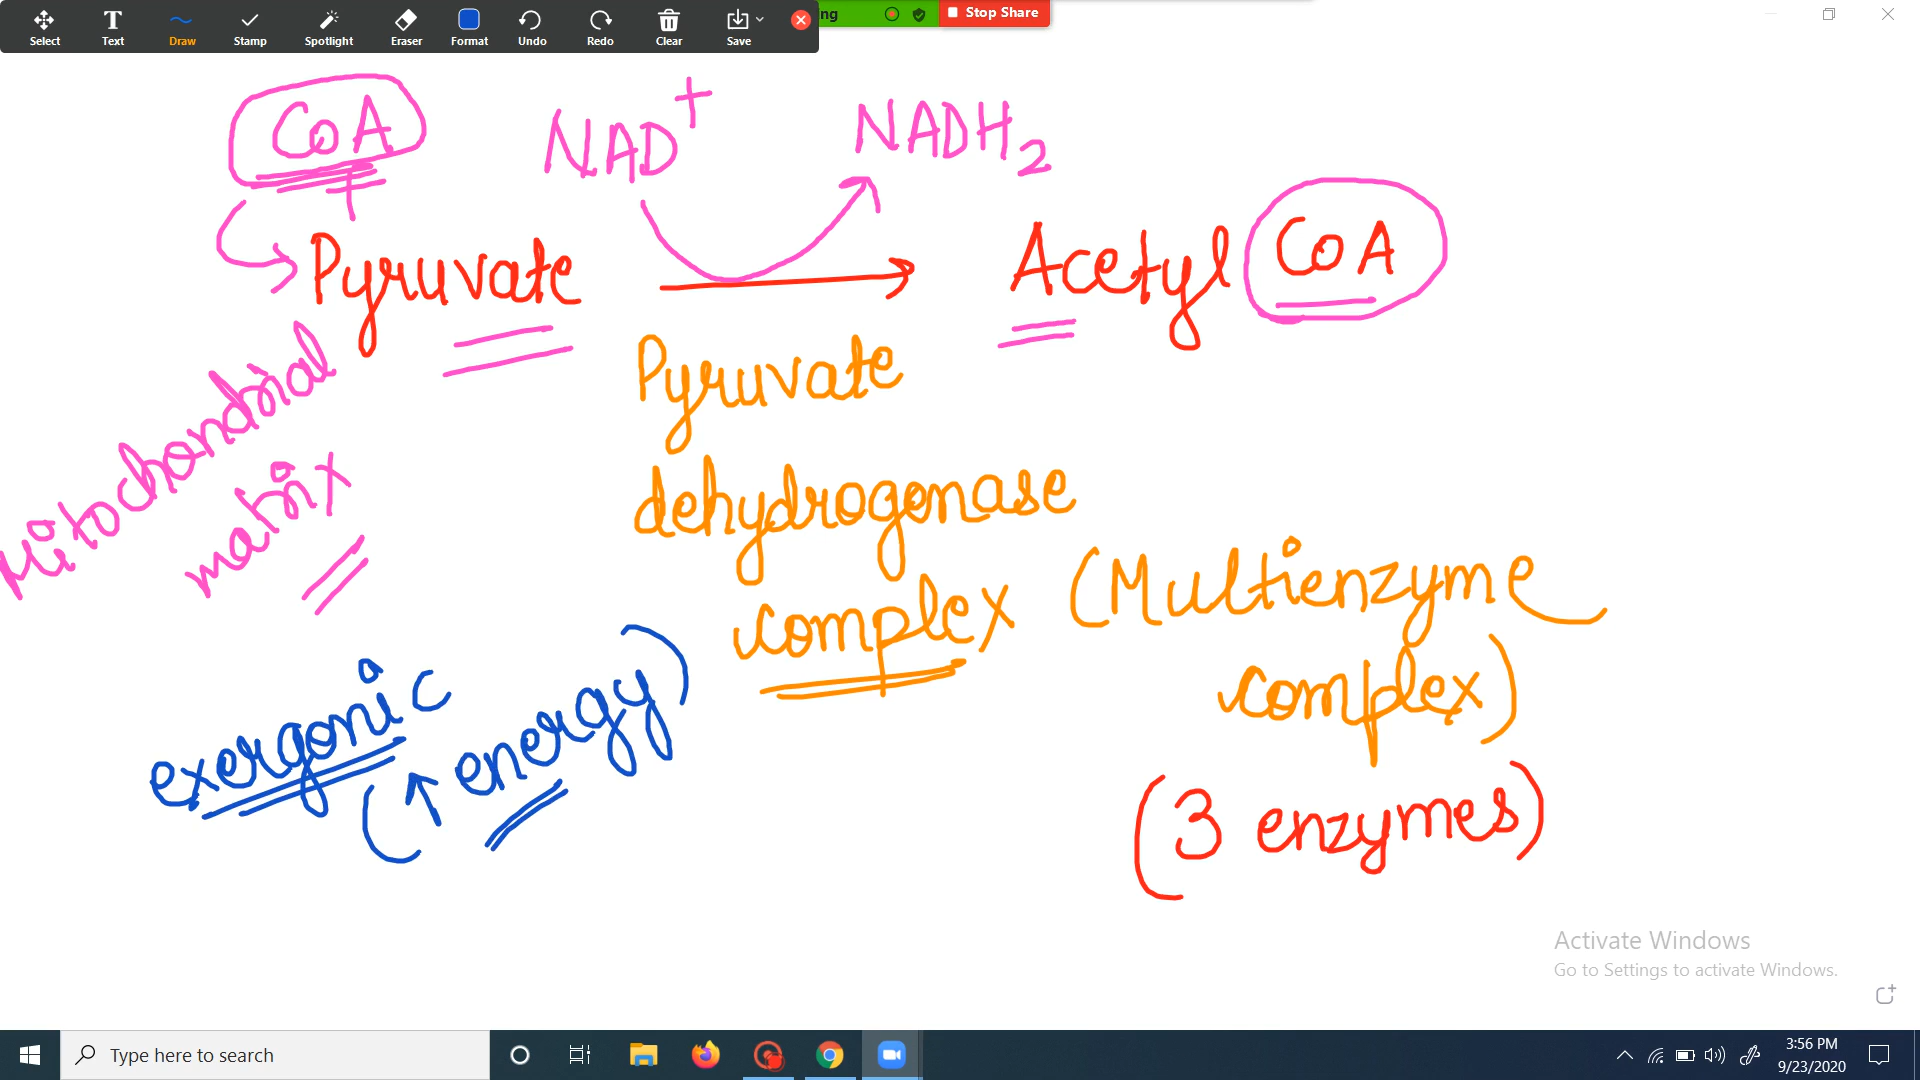 Select Text Draw Stamp Spotlight Eraser Format Undo Redo Clear Save
ng Stop Share
CoA NAD+ NADH2
Pyruvate Acetyl CoA
Mitochondrial
matrix
Pyruvate
dehydrogenase
complex (Multienzyme
complex)
(3 enzymes)
exergonic
(↑ energy)
Activate Windows
Go to Settings to activate Windows.
Type here to search
3:56 PM
9/23/2020